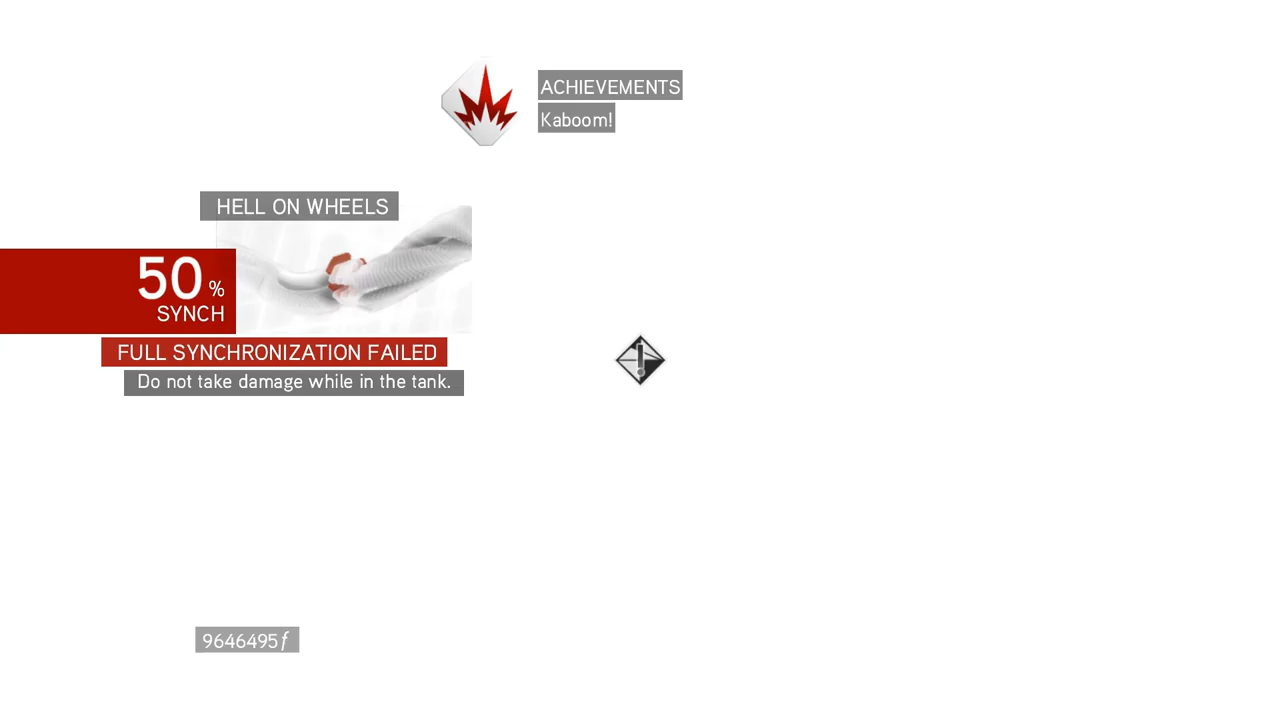 ACHIEVEMENTS
Kaboom!
HELL ON WHEELS
50 %
SYNCH
FULL SYNCHRONIZATION FAILED
Do not take damage while in the tank.
9646495ƒ